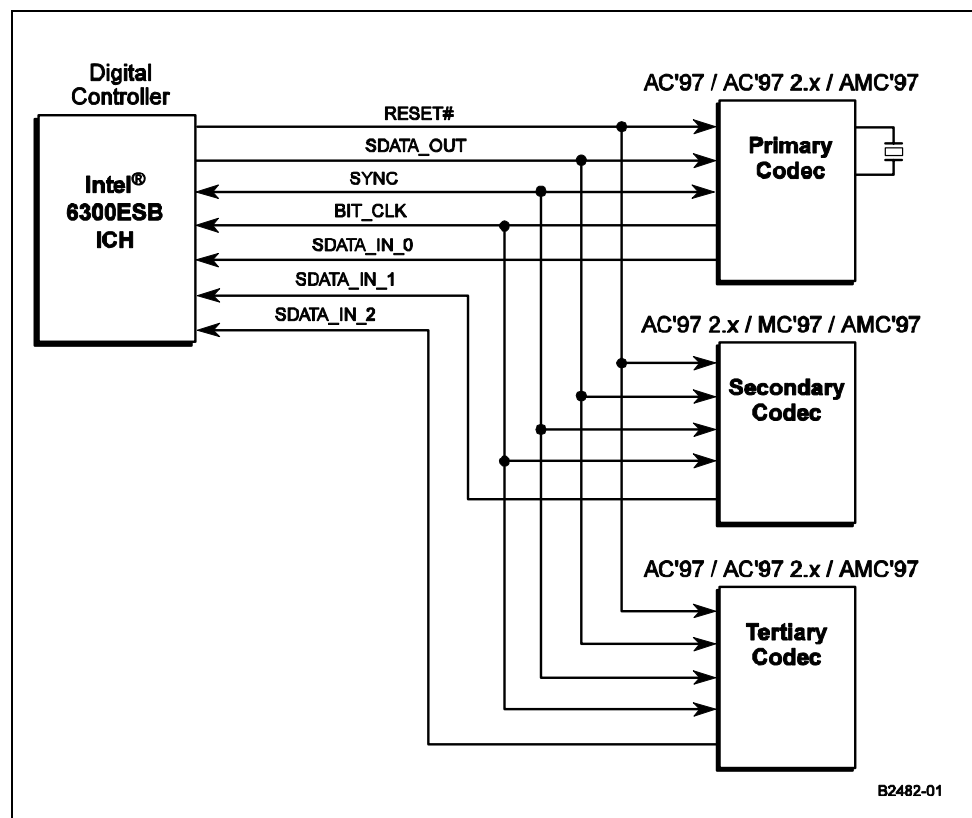 Digital
Controller
Intel®
6300ESB
ICH
RESET#
SDATA_OUT
SYNC
BIT_CLK
SDATA_IN_0
SDATA_IN_1
SDATA_IN_2
AC'97 / AC'97 2.x / AMC'97
Primary
Codec
AC'97 2.x / MC'97 / AMC'97
Secondary
Codec
AC'97 / AC'97 2.x / AMC'97
Tertiary
Codec
B2482-01